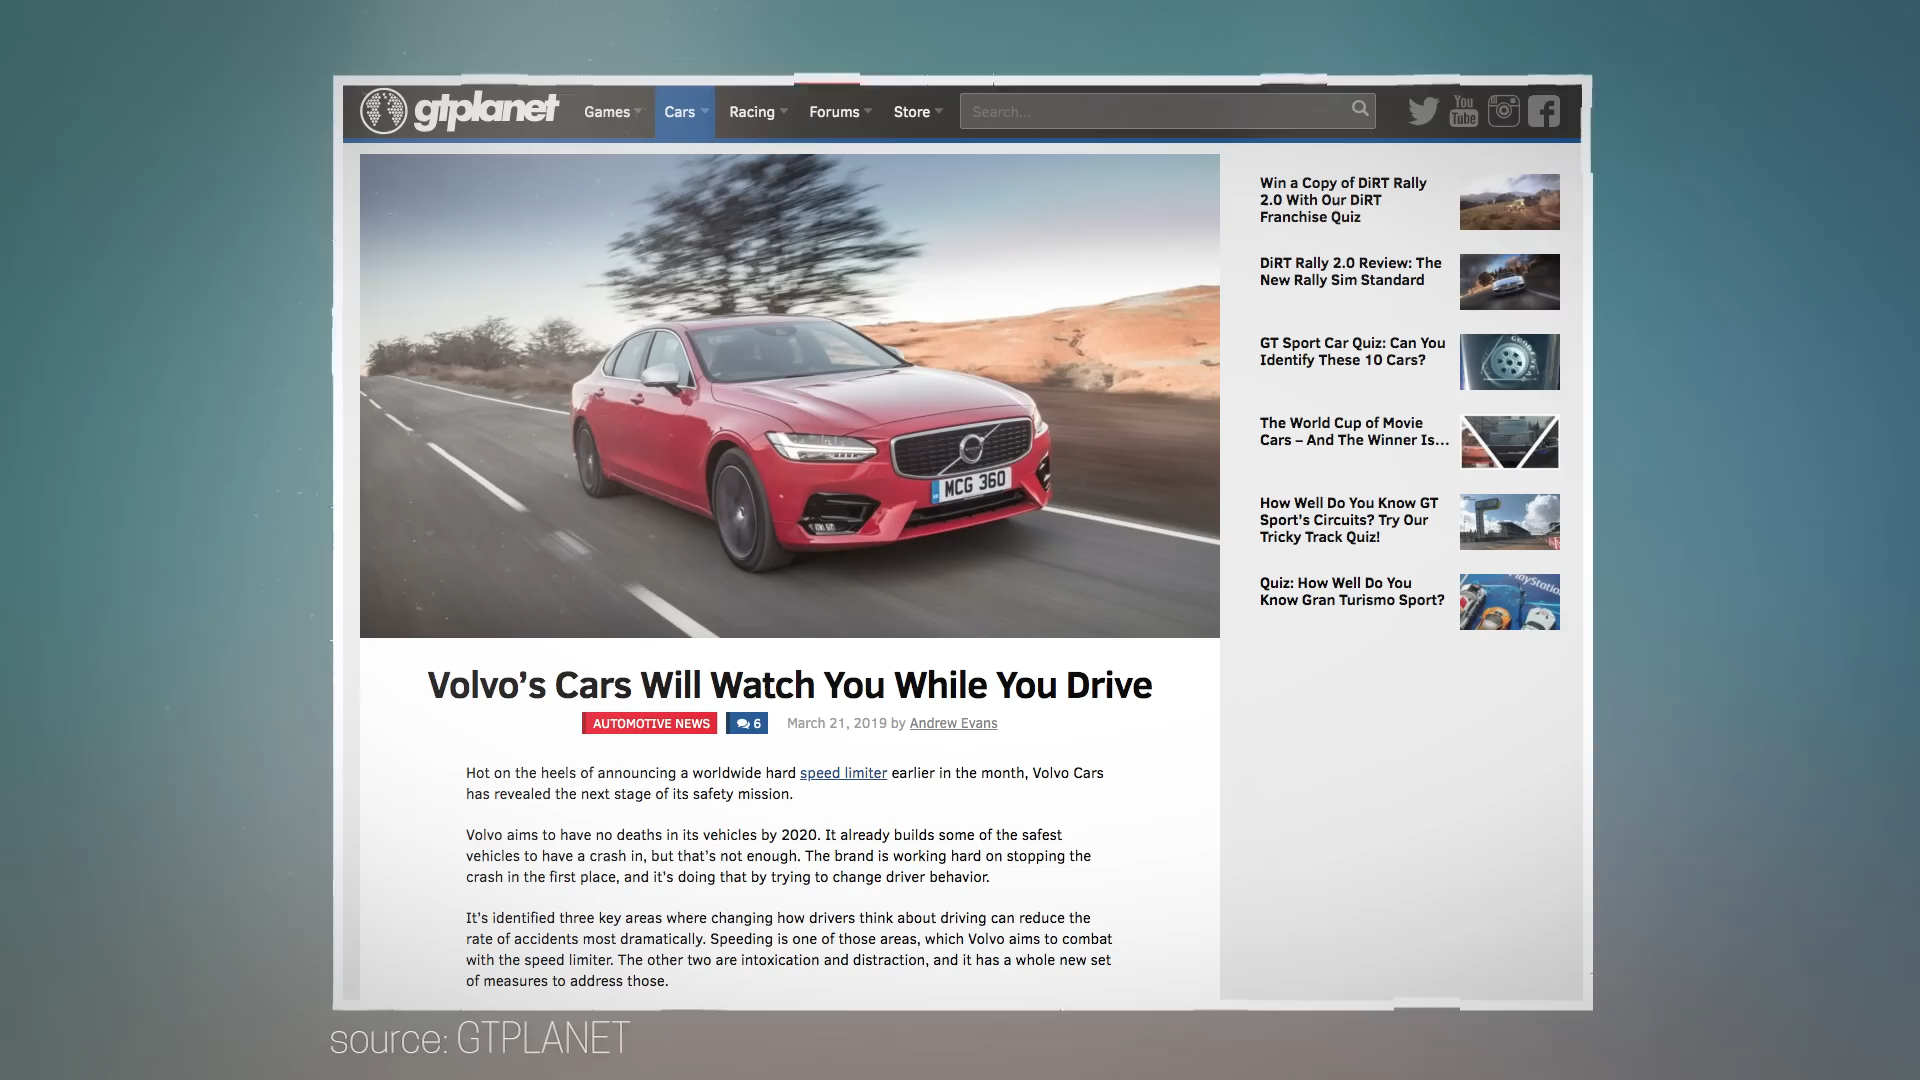 gtplanet
Games
Cars
Racing
Forums
Store
Search...
You
Tube
MCG 360
Win a Copy of DiRT Rally
2.0 With Our DiRT
Franchise Quiz
DiRT Rally 2.0 Review: The
New Rally Sim Standard
GT Sport Car Quiz: Can You
Identify These 10 Cars?
The World Cup of Movie
Cars – And The Winner Is...
How Well Do You Know GT
Sport's Circuits? Try Our
Tricky Track Quiz!
Quiz: How Well Do You
Know Gran Turismo Sport?
PlayStation
Volvo's Cars Will Watch You While You Drive
AUTOMOTIVE NEWS
6
March 21, 2019 by Andrew Evans
Hot on the heels of announcing a worldwide hard speed limiter earlier in the month, Volvo Cars
has revealed the next stage of its safety mission.
Volvo aims to have no deaths in its vehicles by 2020. It already builds some of the safest
vehicles to have a crash in, but that's not enough. The brand is working hard on stopping the
crash in the first place, and it's doing that by trying to change driver behavior.
It's identified three key areas where changing how drivers think about driving can reduce the
rate of accidents most dramatically. Speeding is one of those areas, which Volvo aims to combat
with the speed limiter. The other two are intoxication and distraction, and it has a whole new set
of measures to address those.
source: GTPLANET